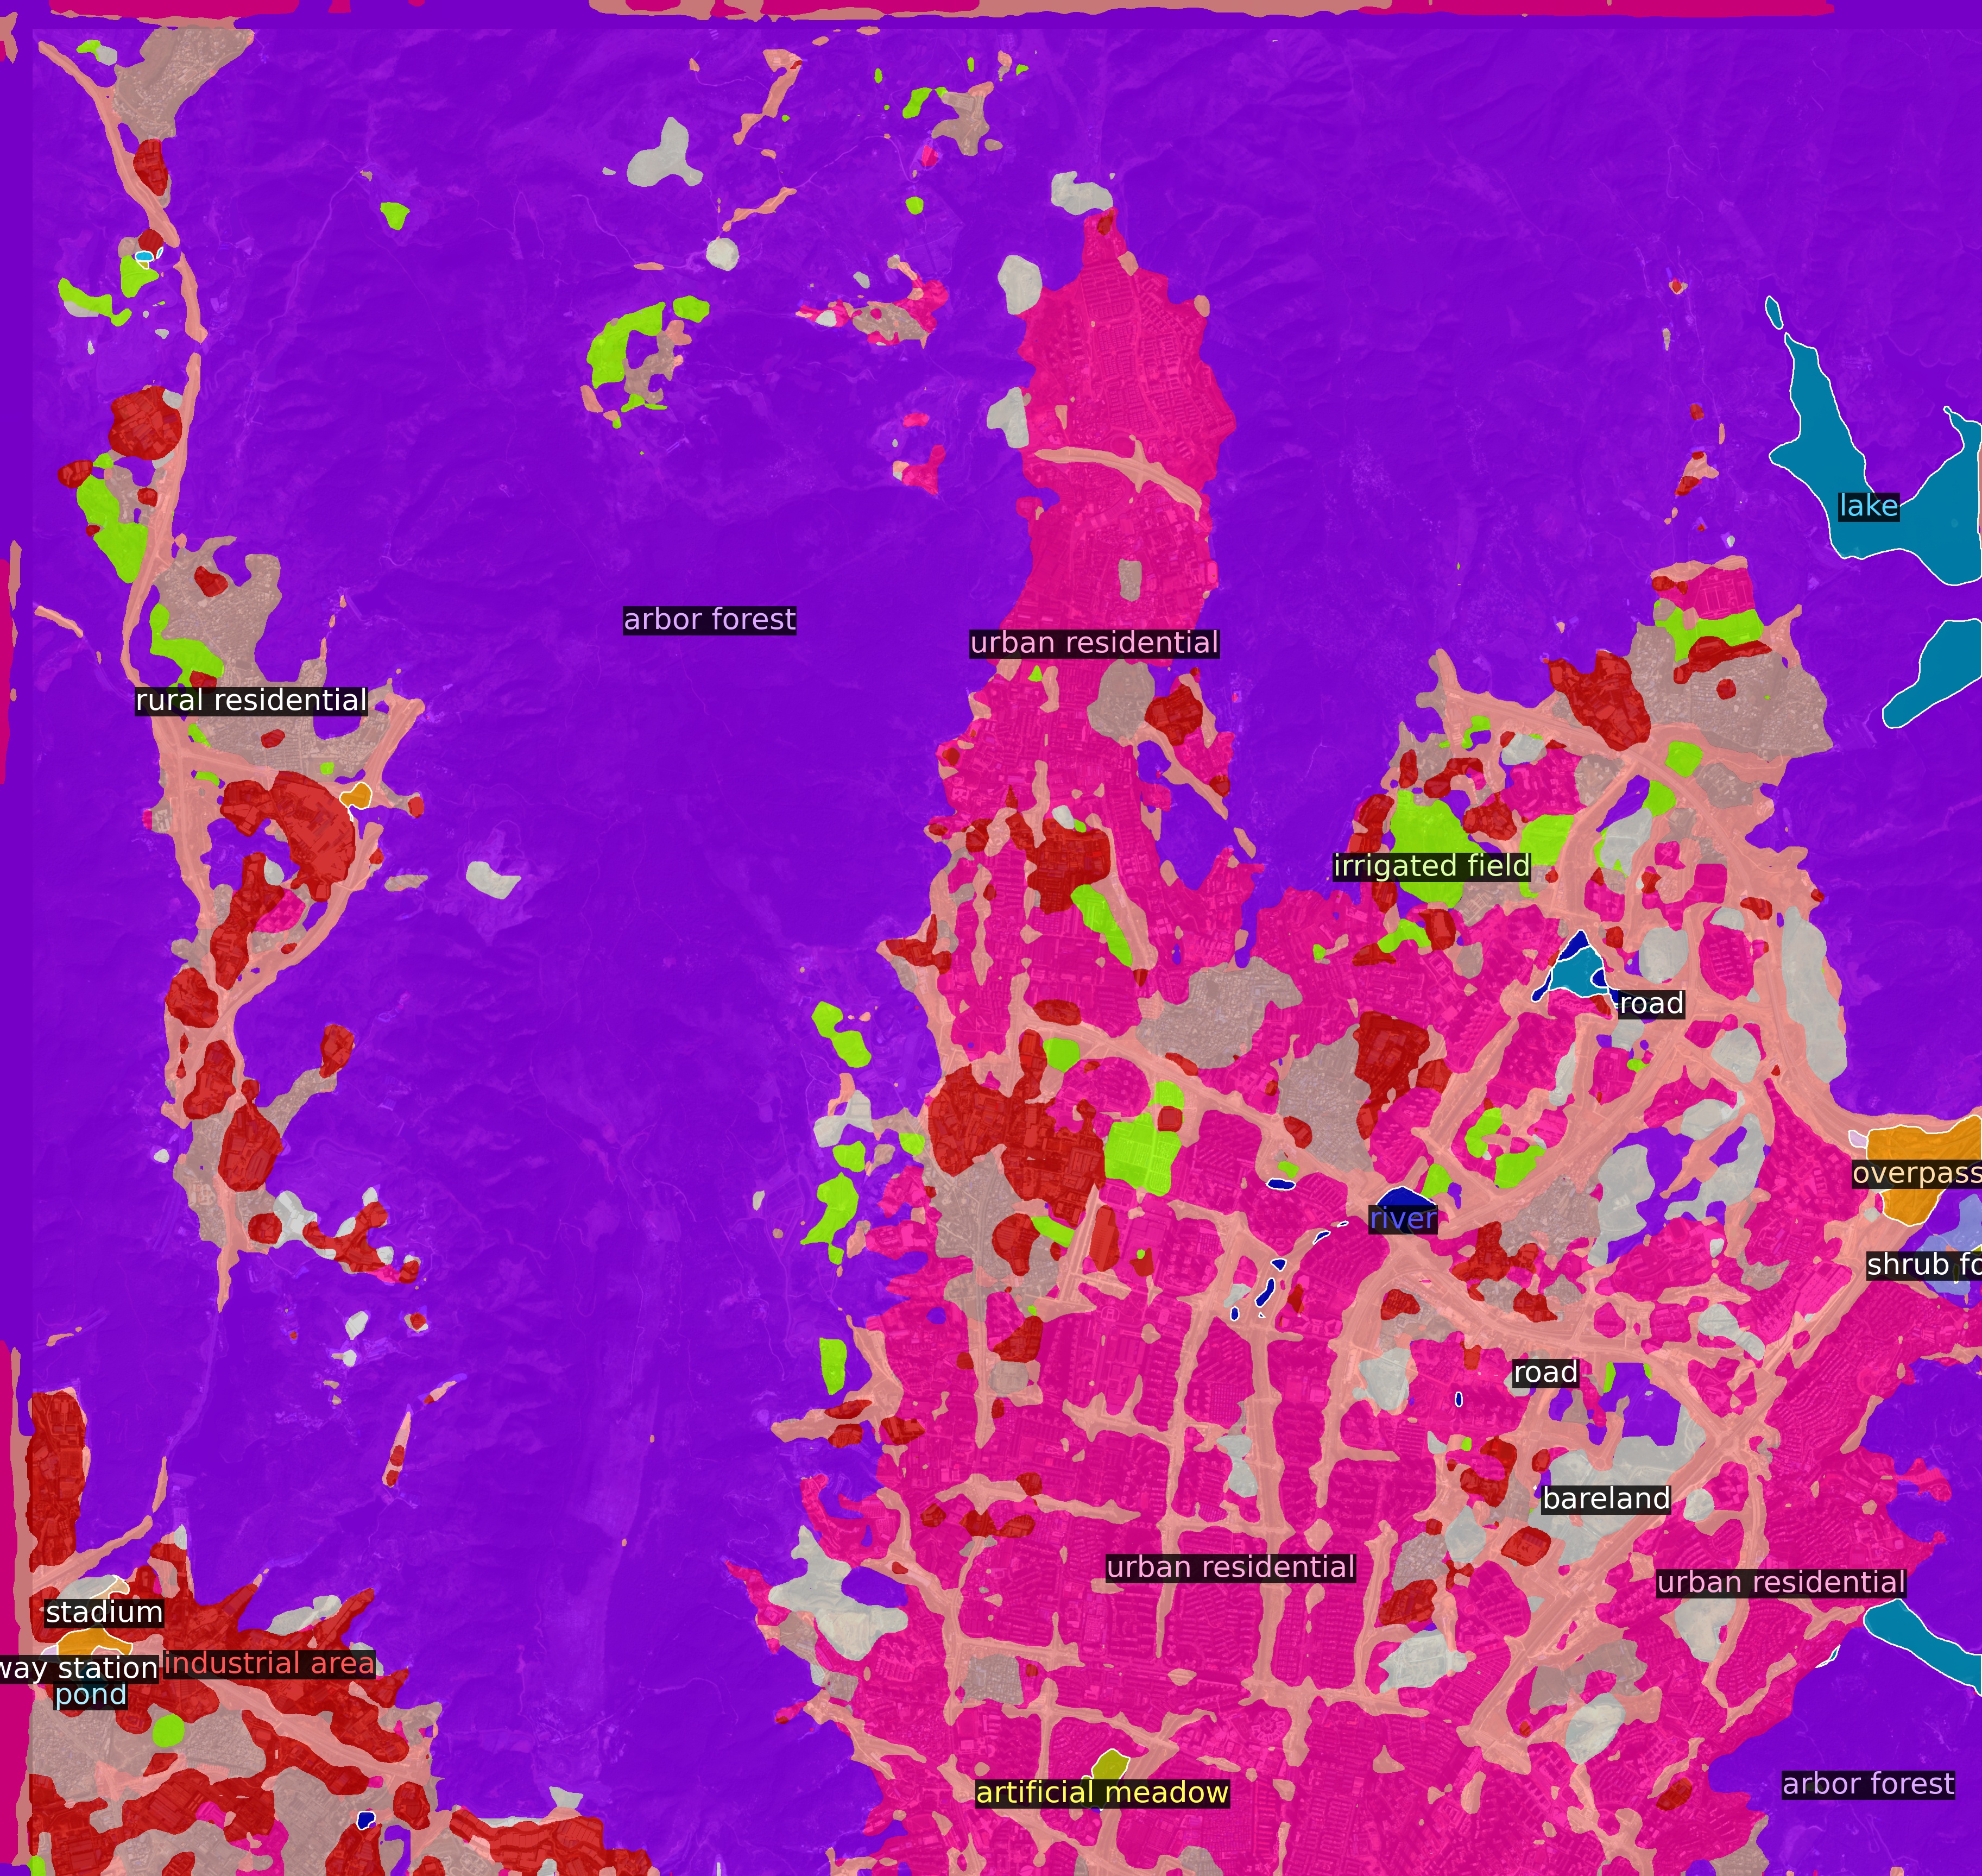 lake
arbor forest
urban residential
rural residential
irrigated field
road
overpass
river
shrub fo
road
bareland
urban residential
urban residential
stadium
way station
industrial area
pond
arbor forest
artificial meadow